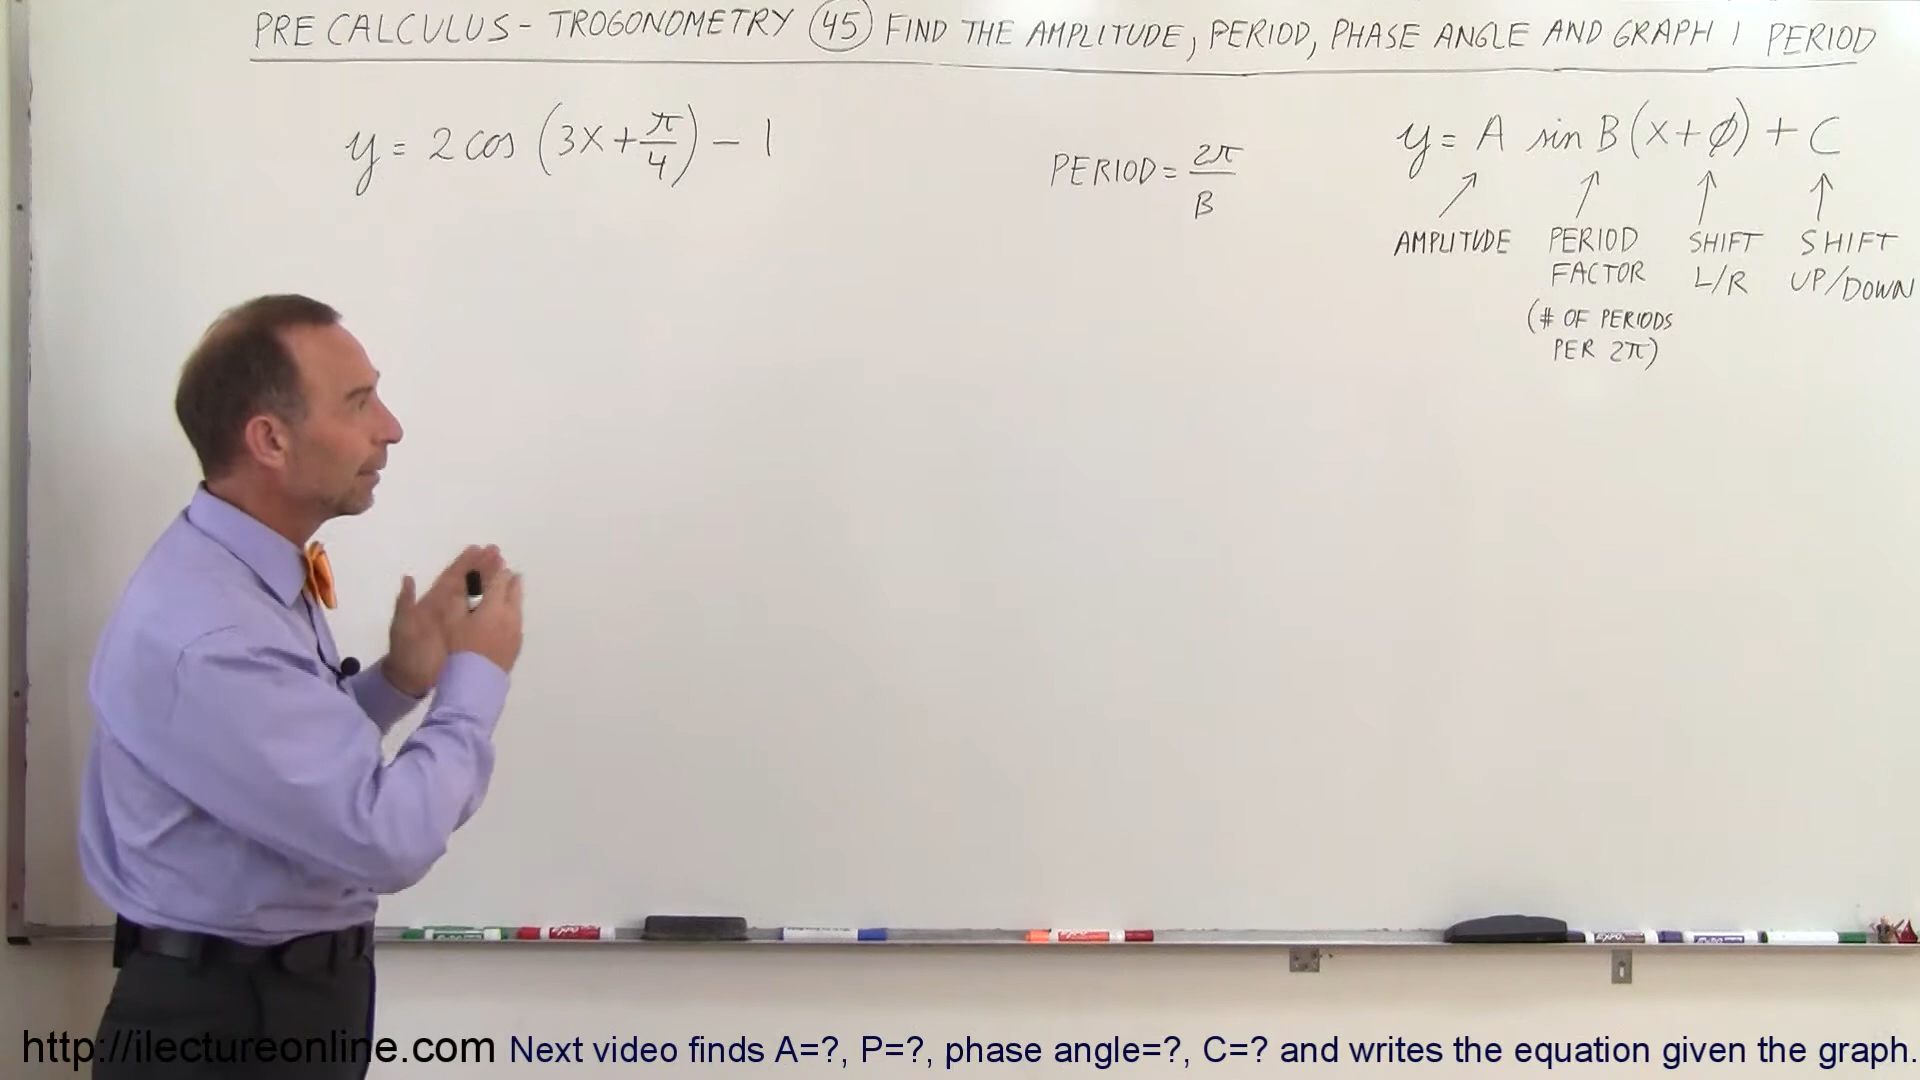 PRE CALCULUS - TROGONOMETRY 45 FIND THE AMPLITUDE, PERIOD, PHASE ANGLE AND GRAPH 1 PERIOD
y = 2 cos (3x + π/4) - 1
PERIOD = 2π/B
y = A sin B (x + φ) + C
AMPLITUDE
PERIOD FACTOR
(# OF PERIODS
PER 2π)
SHIFT
L/R
SHIFT
UP/DOWN
http://ilectureonline.com Next video finds A=?, P=?, phase angle=?, C=? and writes the equation given the graph.